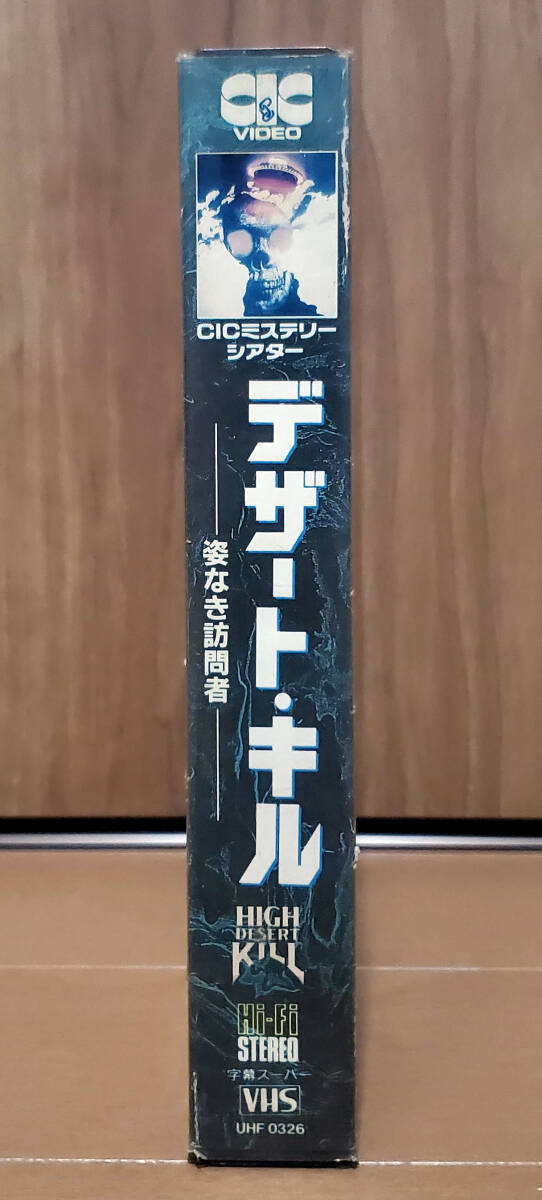 CIC
VIDEO
CICミステリー
シアター
デザート・キル
姿なき訪問者
HIGH
DESERT
KILL
Hi-Fi
STEREO
字幕スーパー
VHS
UHF 0326